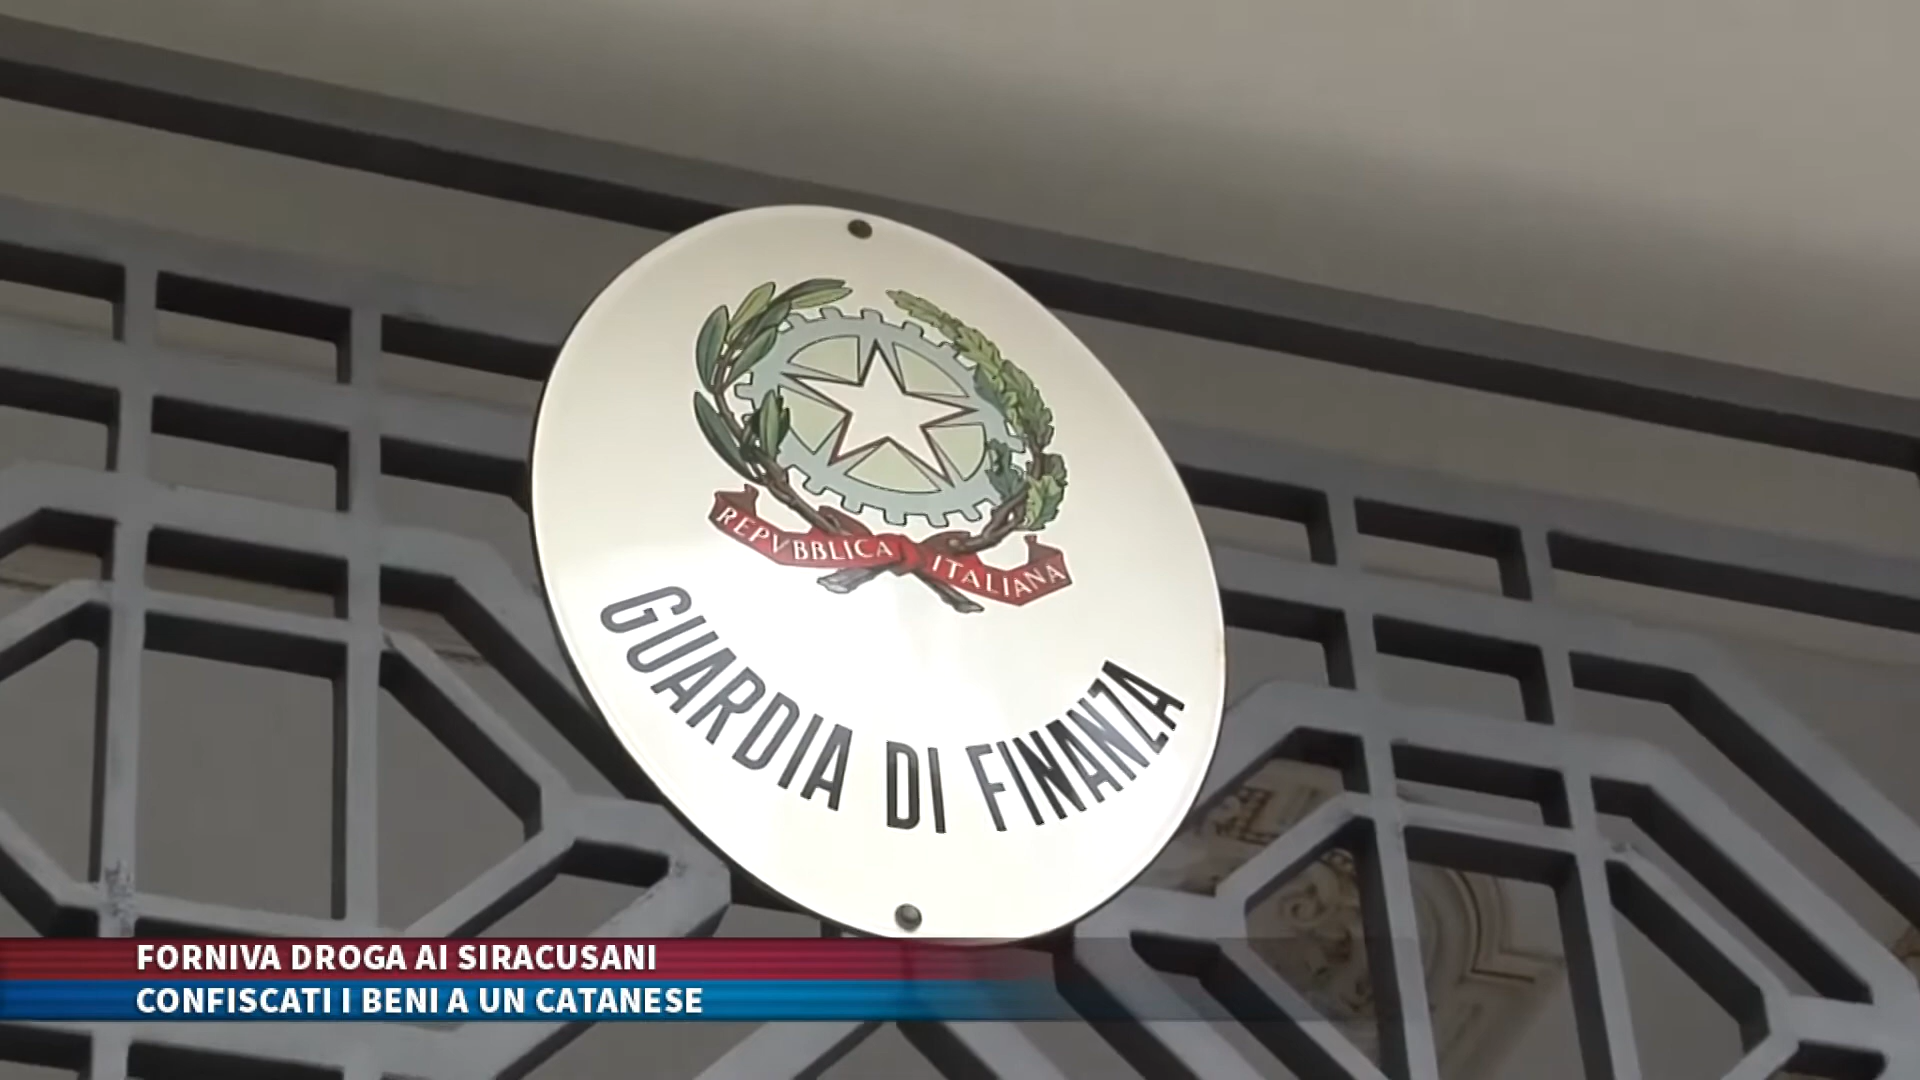 REPVBBLICA ITALIANA
GUARDIA DI FINANZA
FORNIVA DROGA AI SIRACUSANI
CONFISCATI I BENI A UN CATANESE